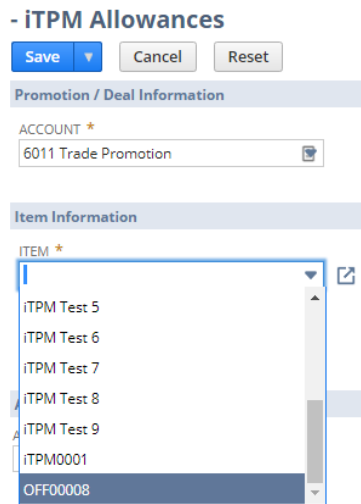 - iTPM Allowances
Save Cancel Reset
Promotion / Deal Information
ACCOUNT *
6011 Trade Promotion
Item Information
ITEM *
iTPM Test 5
iTPM Test 6
iTPM Test 7
iTPM Test 8
iTPM Test 9
iTPM0001
OFF00008